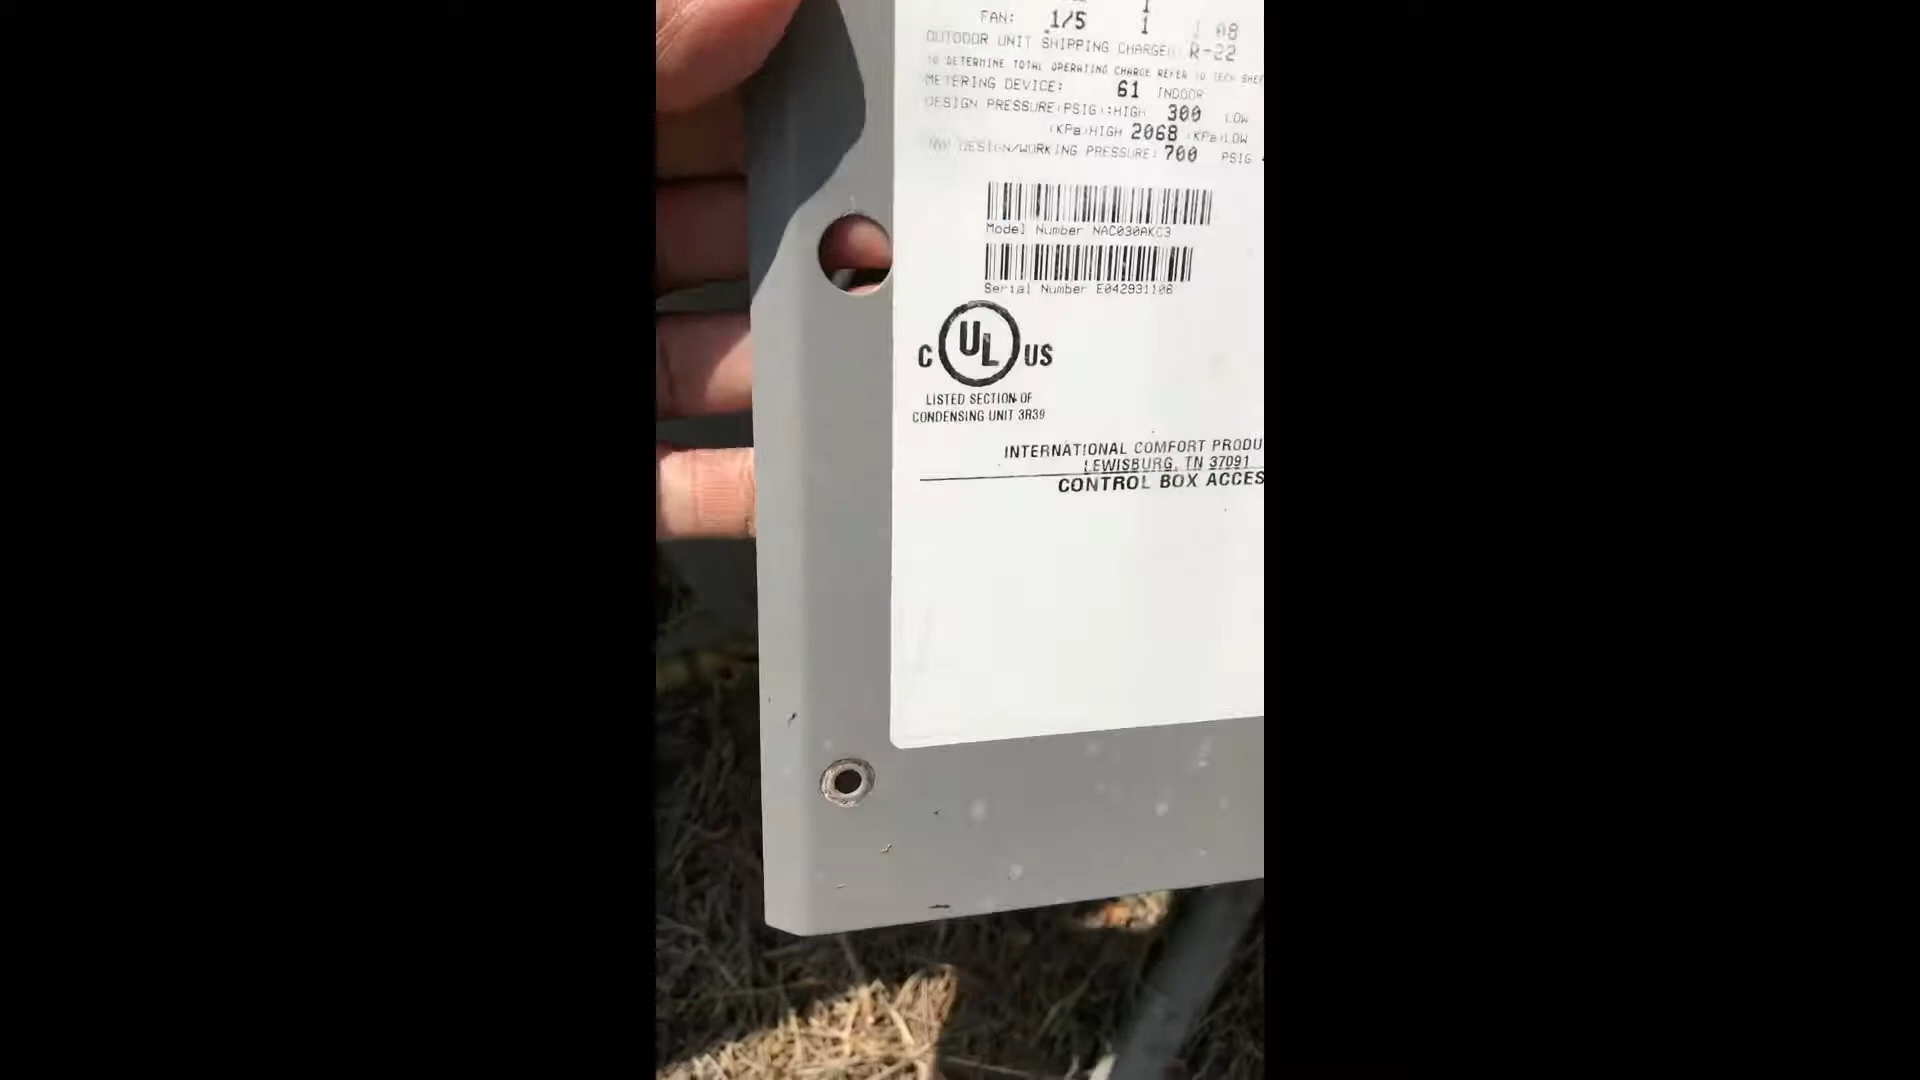 FAN: 1/5 1 1.08
OUTDOOR UNIT SHIPPING CHARGE: R-22
TO DETERMINE TOTAL OPERATING CHARGE REFER TO TECH SHEE
METERING DEVICE: 61 INDOOR
DESIGN PRESSURE(PSIG):HIGH 300 LOW
(KPa)HIGH 2068 (KPa)LOW
DESIGN/WORKING PRESSURE: 700 PSIG
Model Number NAC030AKC3
Serial Number E042931106
C UL US
LISTED SECTION OF
CONDENSING UNIT 3R39
INTERNATIONAL COMFORT PRODU
LEWISBURG, TN 37091
CONTROL BOX ACCES